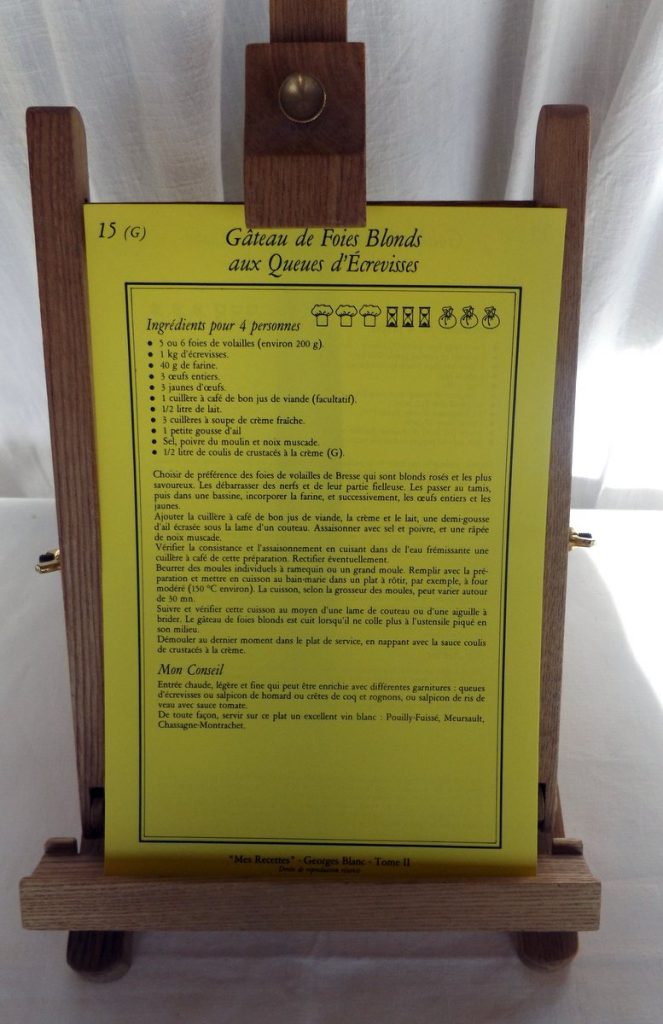 15 (G)
Gâteau de Foies Blonds
aux Queues d'Écrevisses
Ingrédients pour 4 personnes
• 5 ou 6 foies de volailles (environ 200 g).
• 1 kg d'écrevisses.
• 40 g de farine.
• 3 œufs entiers.
• 3 jaunes d'œufs.
• 1 cuillère à café de bon jus de viande (facultatif).
• 1/2 litre de lait.
• 3 cuillères à soupe de crème fraîche.
• 1 petite gousse d'ail
• Sel, poivre du moulin et noix muscade.
• 1/2 litre de coulis de crustacés à la crème (G).
Choisir de préférence des foies de volailles de Bresse qui sont blonds rosés et les plus
savoureux. Les débarrasser des nerfs et de leur partie fielleuse. Les passer au tamis,
puis dans une bassine, incorporer la farine, et successivement, les œufs entiers et les
jaunes.
Ajouter la cuillère à café de bon jus de viande, la crème et le lait, une demi-gousse
d'ail écrasée sous la lame d'un couteau. Assaisonner avec sel et poivre, et une râpée
de noix muscade.
Vérifier la consistance et l'assaisonnement en cuisant dans de l'eau frémissante une
cuillère à café de cette préparation. Rectifier éventuellement.
Beurrer des moules individuels à ramequin ou un grand moule. Remplir avec la pré-
paration et mettre en cuisson au bain-marie dans un plat à rôtir, par exemple, à four
modéré (150 °C environ). La cuisson, selon la grosseur des moules, peut varier autour
de 30 mn.
Suivre et vérifier cette cuisson au moyen d'une lame de couteau ou d'une aiguille à
brider. Le gâteau de foies blonds est cuit lorsqu'il ne colle plus à l'ustensile piqué en
son milieu.
Démouler au dernier moment dans le plat de service, en nappant avec la sauce coulis
de crustacés à la crème.
Mon Conseil
Entrée chaude, légère et fine qui peut être enrichie avec différentes garnitures : queues
d'écrevisses ou salpicon de homard ou crêtes de coq et rognons, ou salpicon de ris de
veau avec sauce tomate.
De toute façon, servir sur ce plat un excellent vin blanc : Pouilly-Fuissé, Meursault,
Chassagne-Montrachet.
"Mes Recettes" - Georges Blanc - Tome II
Droits de reproduction réservés